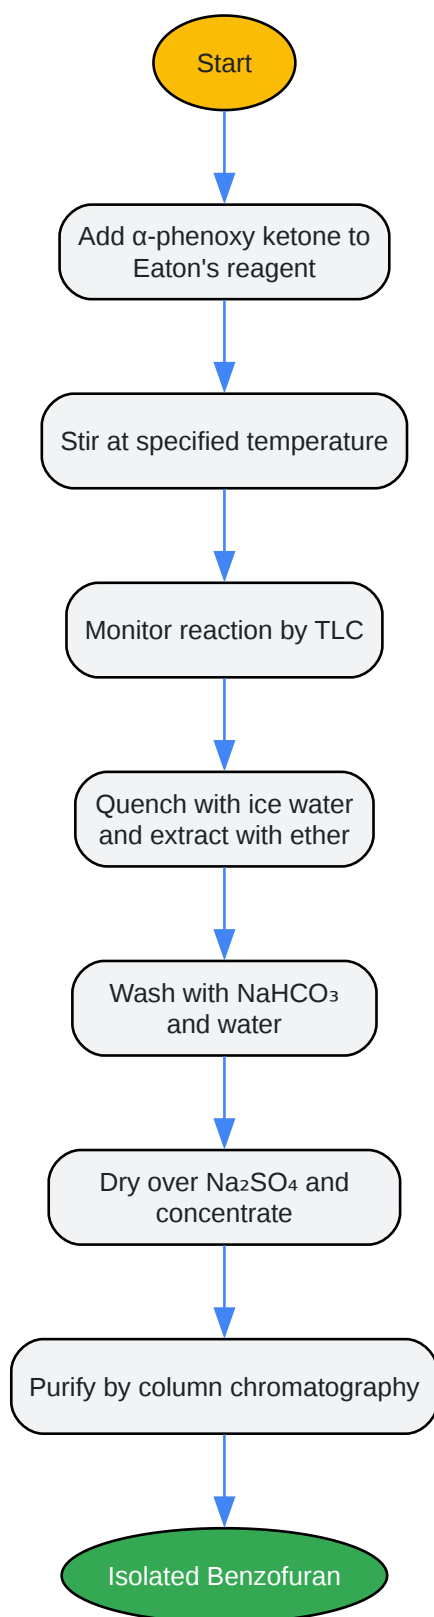 Start
Add α-phenoxy ketone to
Eaton's reagent
Stir at specified temperature
Monitor reaction by TLC
Quench with ice water
and extract with ether
Wash with NaHCO₃
and water
Dry over Na₂SO₄ and
concentrate
Purify by column chromatography
Isolated Benzofuran